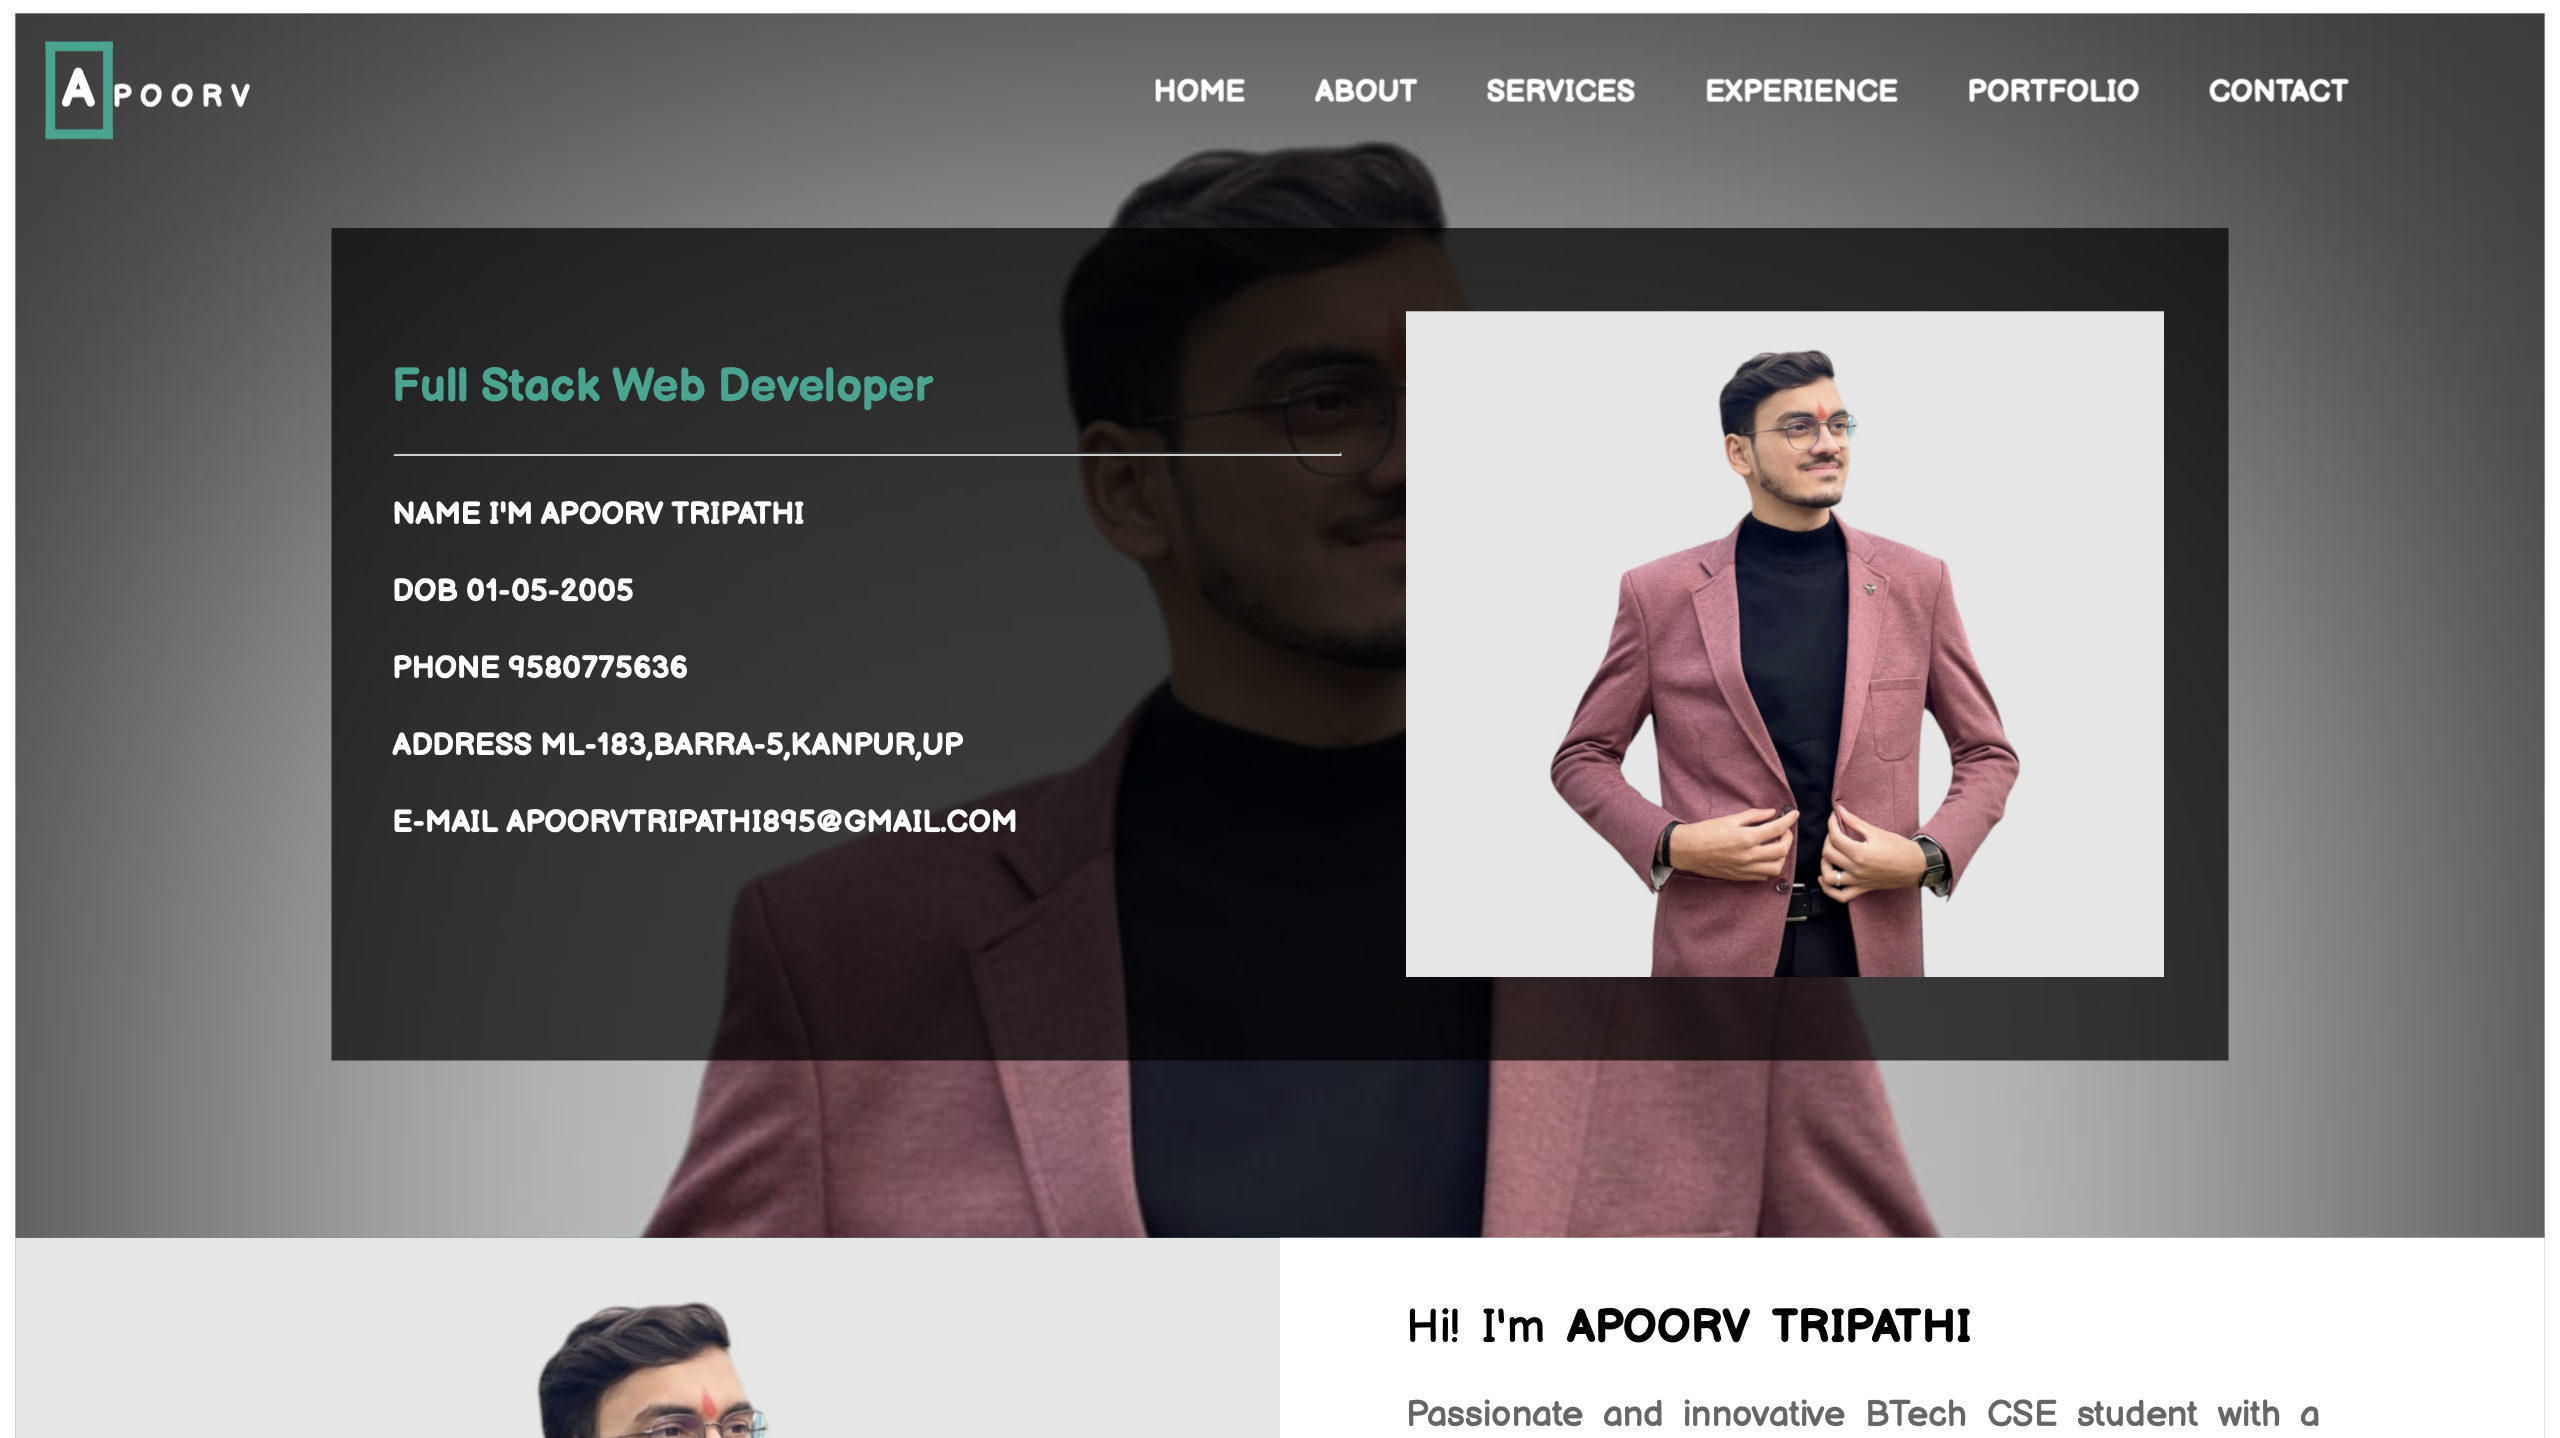 APOORV
HOME ABOUT SERVICES EXPERIENCE PORTFOLIO CONTACT
Full Stack Web Developer
NAME I'M APOORV TRIPATHI
DOB 01-05-2005
PHONE 9580775636
ADDRESS ML-183,BARRA-5,KANPUR,UP
E-MAIL APOORVTRIPATHI895@GMAIL.COM
Hi! I'm APOORV TRIPATHI
Passionate and innovative BTech CSE student with a